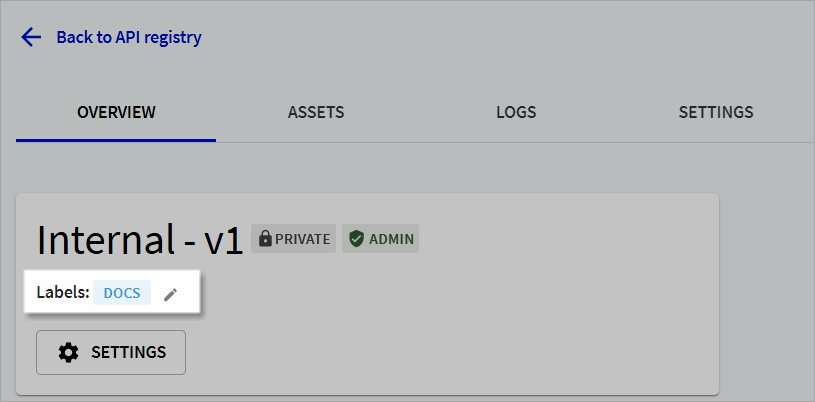 Back to API registry
OVERVIEW ASSETS LOGS SETTINGS
Internal - v1 PRIVATE ADMIN
Labels: DOCS
SETTINGS